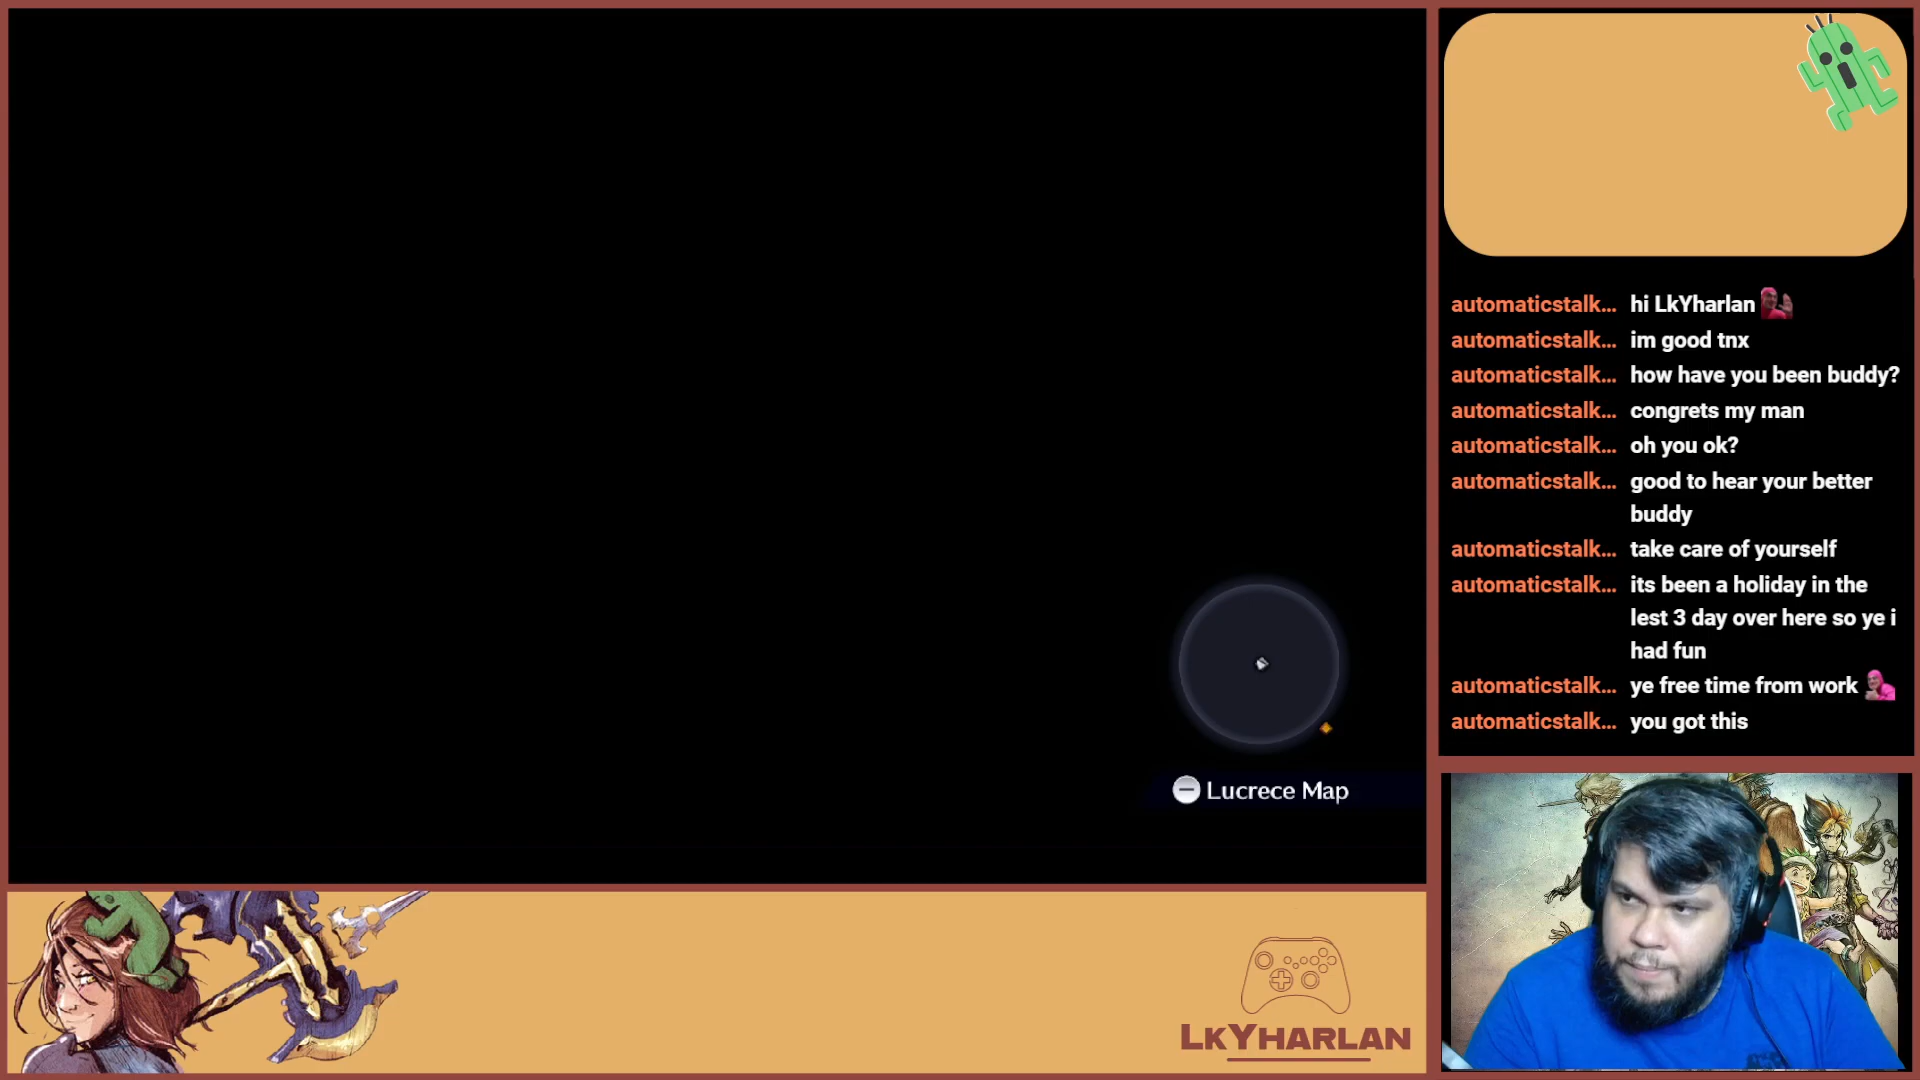 automaticstalk... hi LkYharlan
automaticstalk... im good tnx
automaticstalk... how have you been buddy?
automaticstalk... congrets my man
automaticstalk... oh you ok?
automaticstalk... good to hear your better
buddy
automaticstalk... take care of yourself
automaticstalk... its been a holiday in the
lest 3 day over here so ye i
had fun
automaticstalk... ye free time from work
automaticstalk... you got this
Lucrece Map
LKYHARLAN